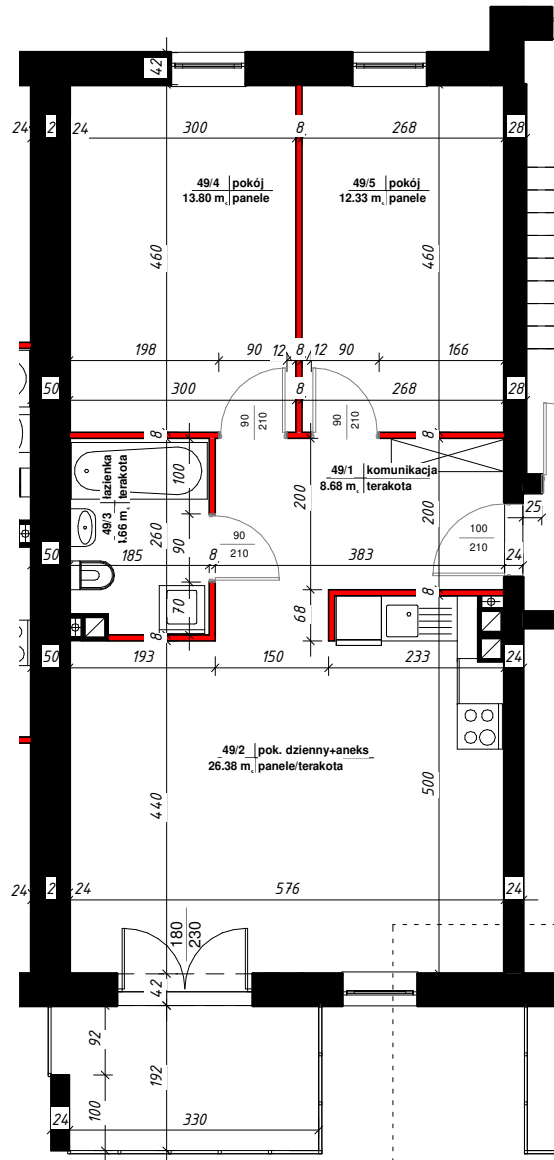 42
24 2 24 300 8 268 28
49/4 pokój
13.80 m² panele
49/5 pokój
12.33 m² panele
460 460
198 90 12 8 12 90 166
50 300 8 268 28
90
210
90
210
8 8 8
100
49/1 komunikacja
8.68 m² terakota
49/3 łazienka
terakota
260
200 200
25
90
90
210
100
210
50 185 8 383 24
70 68 8
8
50 193 150 233 24
49/2 pok. dzienny+aneks
26.38 m² panele/terakota
440 500
24 2 24 576 24
180
230
42
92
192
100
24 330